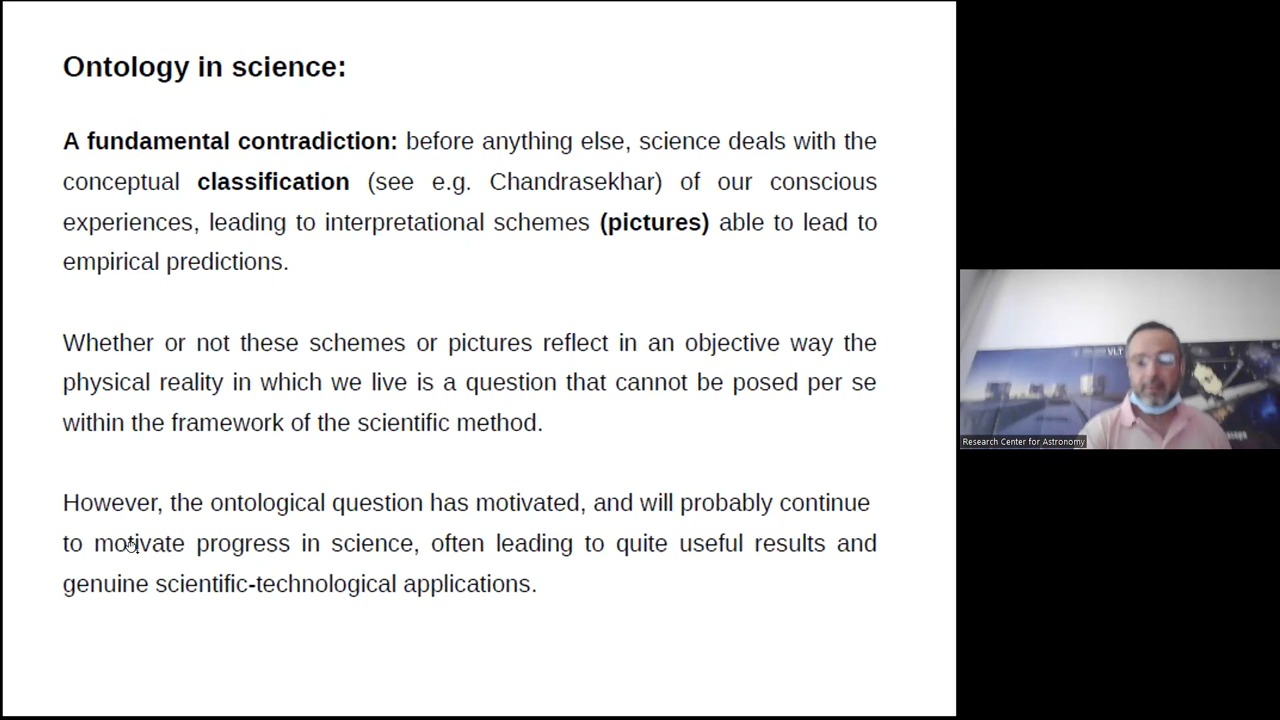 Ontology in science:
A fundamental contradiction: before anything else, science deals with the
conceptual classification (see e.g. Chandrasekhar) of our conscious
experiences, leading to interpretational schemes (pictures) able to lead to
empirical predictions.
Whether or not these schemes or pictures reflect in an objective way the
physical reality in which we live is a question that cannot be posed per se
within the framework of the scientific method.
However, the ontological question has motivated, and will probably continue
to motivate progress in science, often leading to quite useful results and
genuine scientific-technological applications.
VLT
Research Center for Astronomy